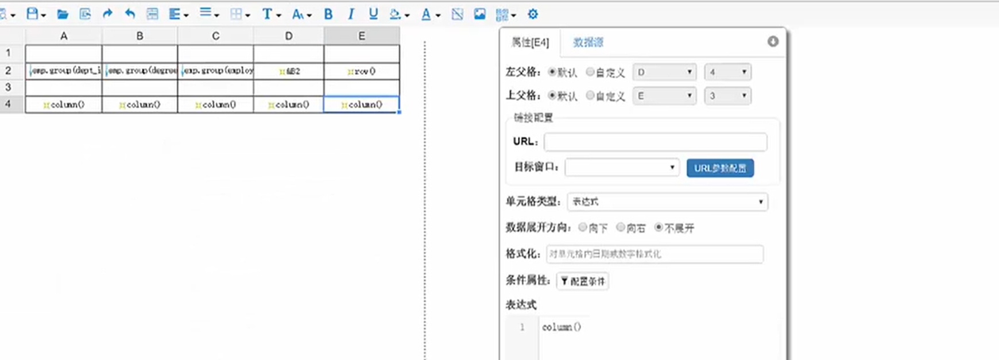 A B C D E
1
2 emp.group(dept_i emp.group(degree emp.group(employ &B2 row()
3
4 column() column() column() column() column()
属性[E4] 数据源
左父格： 默认 自定义 D 4
上父格： 默认 自定义 E 3
链接配置
URL：
目标窗口： URL参数配置
单元格类型： 表达式
数据展开方向： 向下 向右 不展开
格式化： 对单元格内日期或数字格式化
条件属性： 配置条件
表达式
1 column()